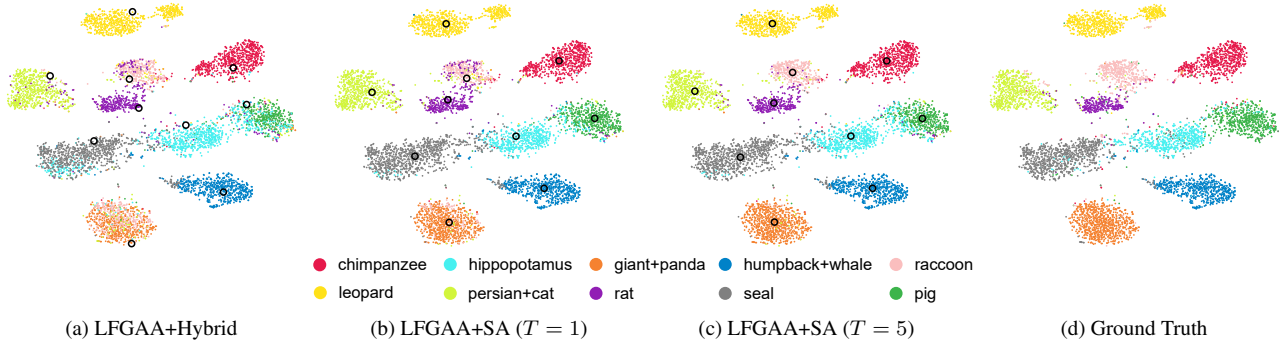 chimpanzee hippopotamus giant+panda humpback+whale raccoon
leopard persian+cat rat seal pig
(a) LFGAA+Hybrid (b) LFGAA+SA (T = 1) (c) LFGAA+SA (T = 5) (d) Ground Truth